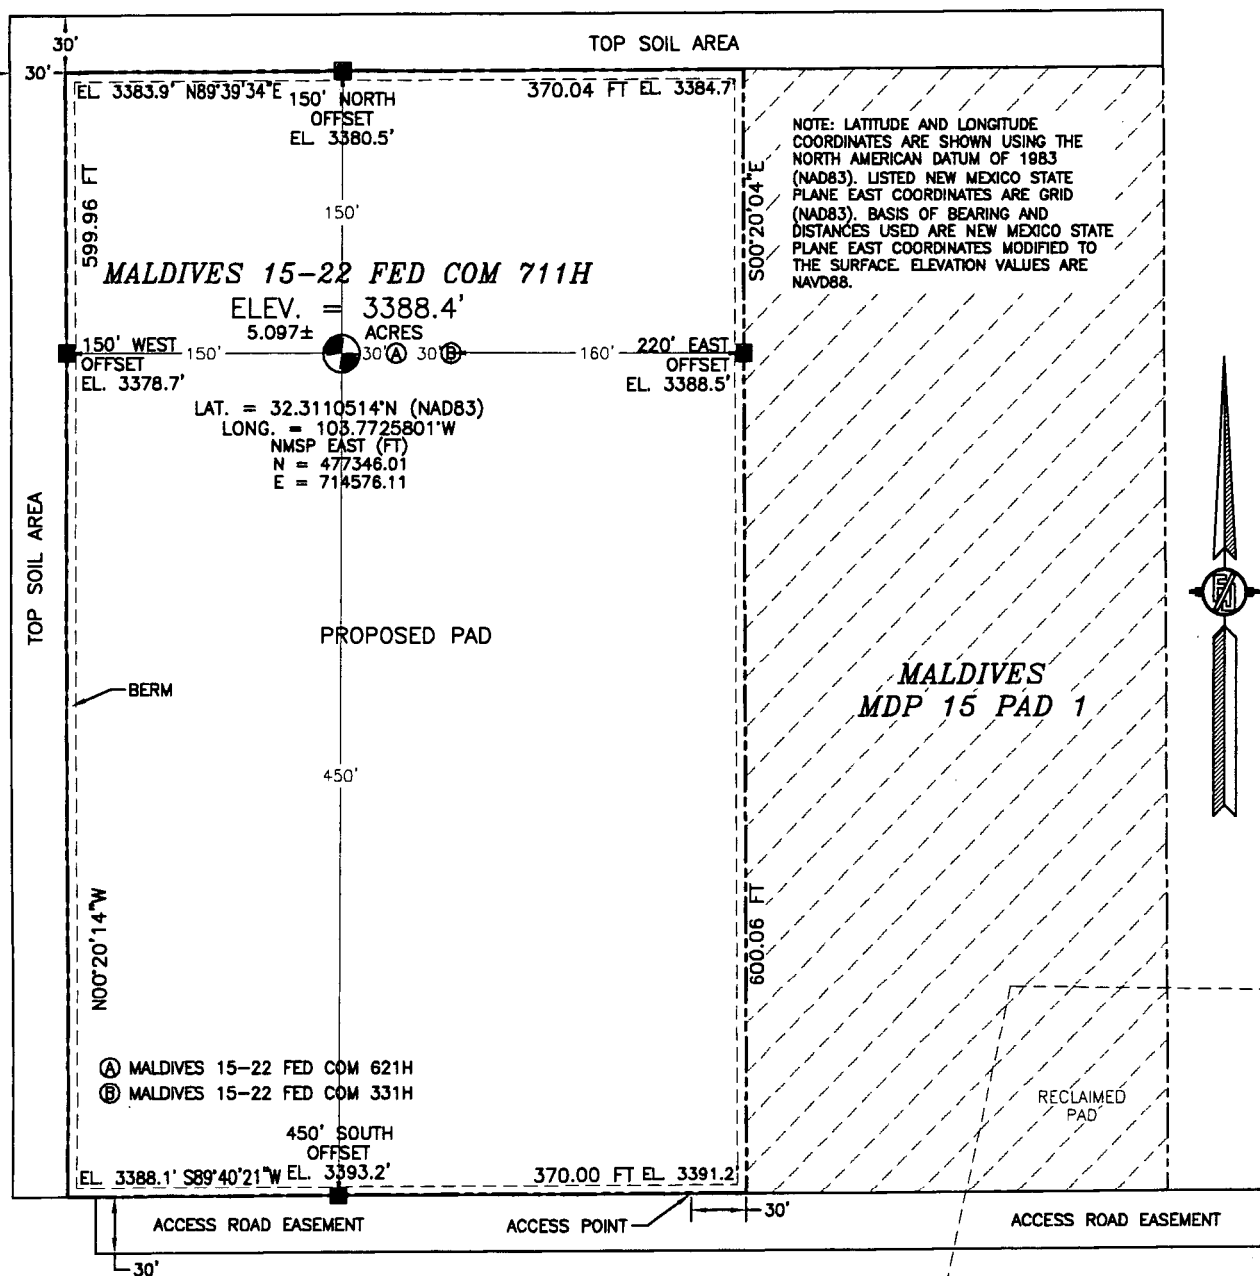 30'
TOP SOIL AREA
30'
EL. 3383.9' N89°39'34"E
150' NORTH
OFFSET
EL. 3380.5'
370.04 FT EL. 3384.7'
NOTE: LATITUDE AND LONGITUDE
COORDINATES ARE SHOWN USING THE
NORTH AMERICAN DATUM OF 1983
(NAD83). LISTED NEW MEXICO STATE
PLANE EAST COORDINATES ARE GRID
(NAD83). BASIS OF BEARING AND
DISTANCES USED ARE NEW MEXICO STATE
PLANE EAST COORDINATES MODIFIED TO
THE SURFACE. ELEVATION VALUES ARE
NAVD88.
599.96 FT
S00°20'04"E
150'
MALDIVES 15-22 FED COM 711H
ELEV. = 3388.4'
5.097± ACRES
150' WEST
OFFSET
EL. 3378.7'
150'
30' A 30' B
160'
220' EAST
OFFSET
EL. 3388.5'
LAT. = 32.3110514°N (NAD83)
LONG. = 103.7725801°W
NMSP EAST (FT)
N = 477346.01
E = 714576.11
TOP SOIL AREA
PROPOSED PAD
BERM
MALDIVES
MDP 15 PAD 1
450'
N00°20'14"W
600.06 FT
A MALDIVES 15-22 FED COM 621H
B MALDIVES 15-22 FED COM 331H
RECLAIMED
PAD
450' SOUTH
OFFSET
EL. 3393.2'
EL. 3388.1' S89°40'21"W
370.00 FT EL. 3391.2'
ACCESS ROAD EASEMENT
ACCESS POINT
30'
ACCESS ROAD EASEMENT
30'